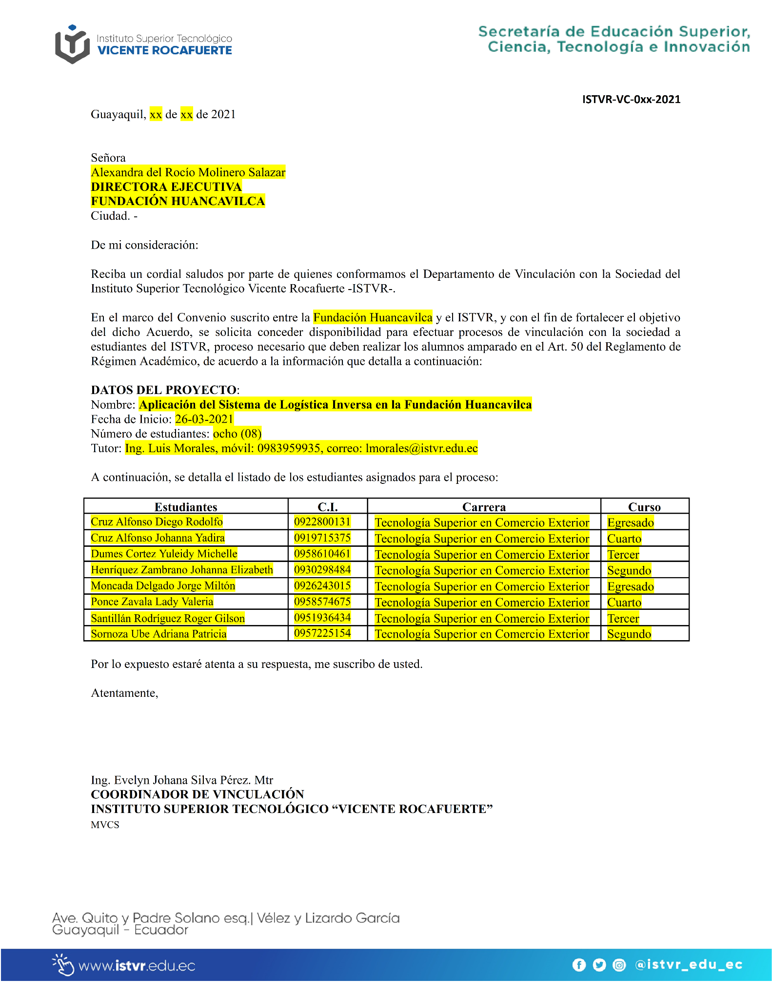 Instituto Superior Tecnológico
VICENTE ROCAFUERTE
Secretaría de Educación Superior,
Ciencia, Tecnología e Innovación
ISTVR-VC-0xx-2021
Guayaquil, xx de xx de 2021
Señora
Alexandra del Rocío Molinero Salazar
DIRECTORA EJECUTIVA
FUNDACIÓN HUANCAVILCA
Ciudad. -
De mi consideración:
Reciba un cordial saludos por parte de quienes conformamos el Departamento de Vinculación con la Sociedad del
Instituto Superior Tecnológico Vicente Rocafuerte -ISTVR-.
En el marco del Convenio suscrito entre la Fundación Huancavilca y el ISTVR, y con el fin de fortalecer el objetivo
del dicho Acuerdo, se solicita conceder disponibilidad para efectuar procesos de vinculación con la sociedad a
estudiantes del ISTVR, proceso necesario que deben realizar los alumnos amparado en el Art. 50 del Reglamento de
Régimen Académico, de acuerdo a la información que detalla a continuación:
DATOS DEL PROYECTO:
Nombre: Aplicación del Sistema de Logística Inversa en la Fundación Huancavilca
Fecha de Inicio: 26-03-2021
Número de estudiantes: ocho (08)
Tutor: Ing. Luis Morales, móvil: 0983959935, correo: lmorales@istvr.edu.ec
A continuación, se detalla el listado de los estudiantes asignados para el proceso:
Estudiantes C.I. Carrera Curso
Cruz Alfonso Diego Rodolfo 0922800131 Tecnología Superior en Comercio Exterior Egresado
Cruz Alfonso Johanna Yadira 0919715375 Tecnología Superior en Comercio Exterior Cuarto
Dumes Cortez Yuleidy Michelle 0958610461 Tecnología Superior en Comercio Exterior Tercer
Henríquez Zambrano Johanna Elizabeth 0930298484 Tecnología Superior en Comercio Exterior Segundo
Moncada Delgado Jorge Miltón 0926243015 Tecnología Superior en Comercio Exterior Egresado
Ponce Zavala Lady Valeria 0958574675 Tecnología Superior en Comercio Exterior Cuarto
Santillán Rodríguez Roger Gilson 0951936434 Tecnología Superior en Comercio Exterior Tercer
Sornoza Ube Adriana Patricia 0957225154 Tecnología Superior en Comercio Exterior Segundo
Por lo expuesto estaré atenta a su respuesta, me suscribo de usted.
Atentamente,
Ing. Evelyn Johana Silva Pérez. Mtr
COORDINADOR DE VINCULACIÓN
INSTITUTO SUPERIOR TECNOLÓGICO “VICENTE ROCAFUERTE”
MVCS
Ave. Quito y Padre Solano esq.| Vélez y Lizardo García
Guayaquil - Ecuador
www.istvr.edu.ec @istvr_edu_ec